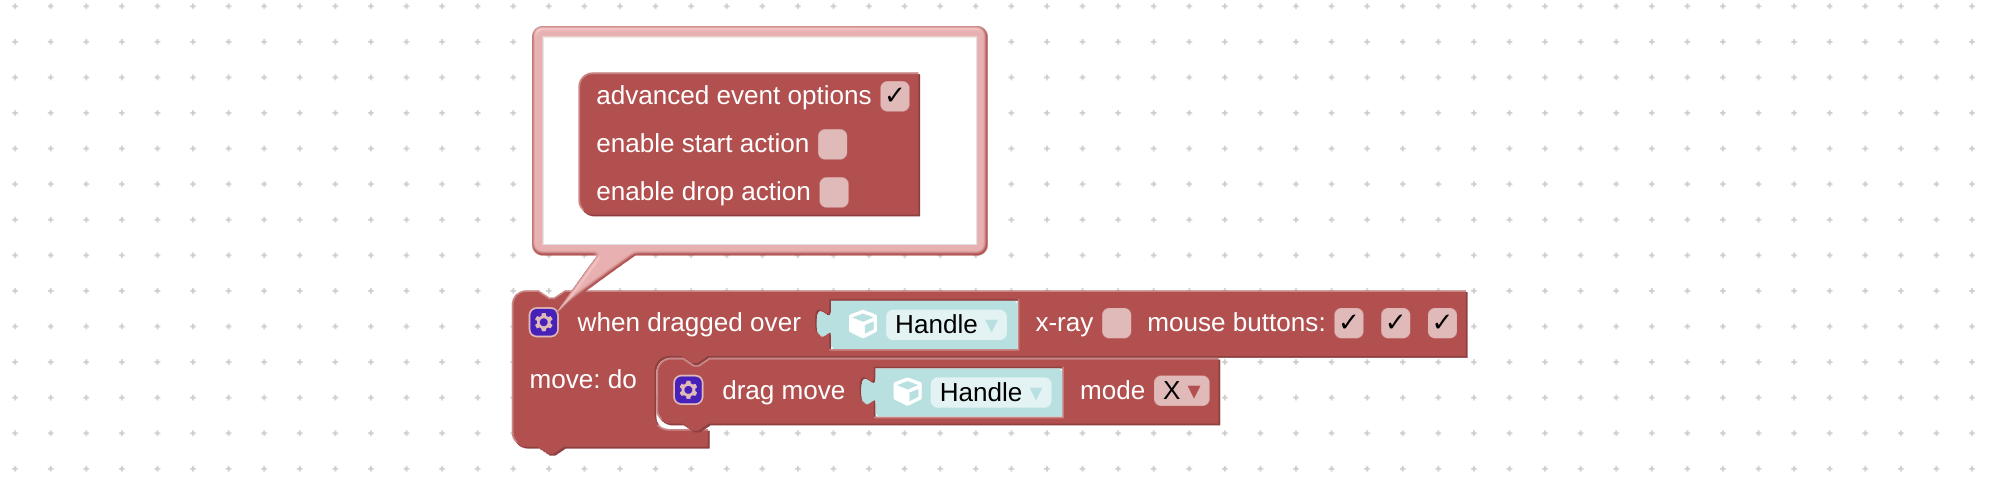 advanced event options ✓
enable start action
enable drop action
when dragged over Handle ▾ x-ray mouse buttons: ✓ ✓ ✓
move: do drag move Handle ▾ mode X ▾